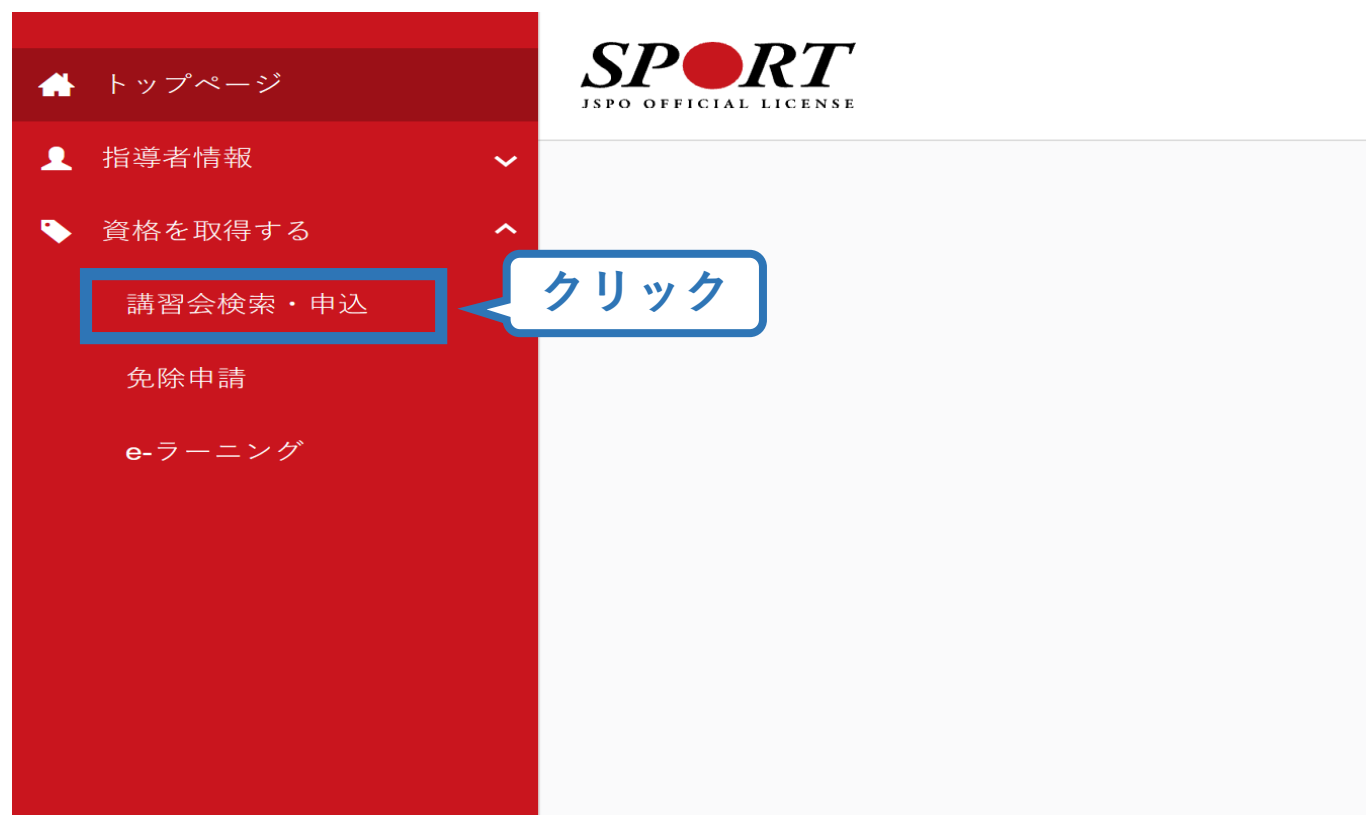 トップページ
指導者情報
資格を取得する
講習会検索・申込
クリック
免除申請
e-ラーニング
SPORT
JSPO OFFICIAL LICENSE